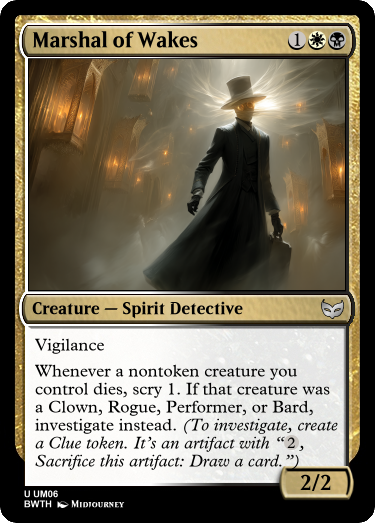 Marshal of Wakes 1
Creature — Spirit Detective
Vigilance
Whenever a nontoken creature you
control dies, scry 1. If that creature was
a Clown, Rogue, Performer, or Bard,
investigate instead. (To investigate, create
a Clue token. It's an artifact with “2,
Sacrifice this artifact: Draw a card.”)
2/2
U UM06
BWTH Midjourney